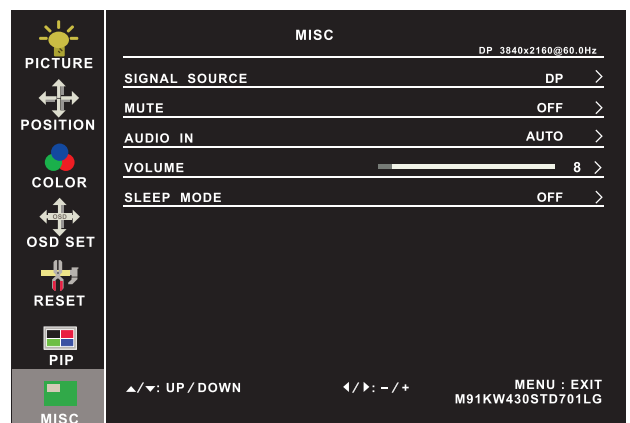 MISC
DP 3840x2160@60.0Hz
PICTURE
SIGNAL SOURCE DP
MUTE OFF
POSITION
AUDIO IN AUTO
VOLUME 8
COLOR
SLEEP MODE OFF
OSD
OSD SET
RESET
PIP
▲/▼: UP/DOWN ◀/▶: -/+ MENU : EXIT
M91KW430STD701LG
MISC